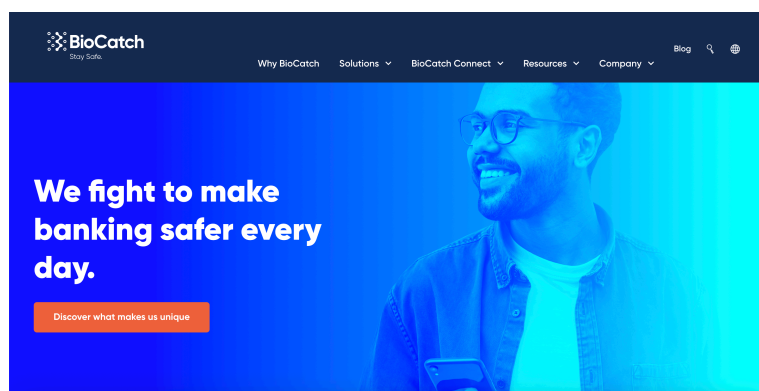 BioCatch
Stay Safe.
Why BioCatch Solutions BioCatch Connect Resources Company Blog
We fight to make
banking safer every
day.
Discover what makes us unique